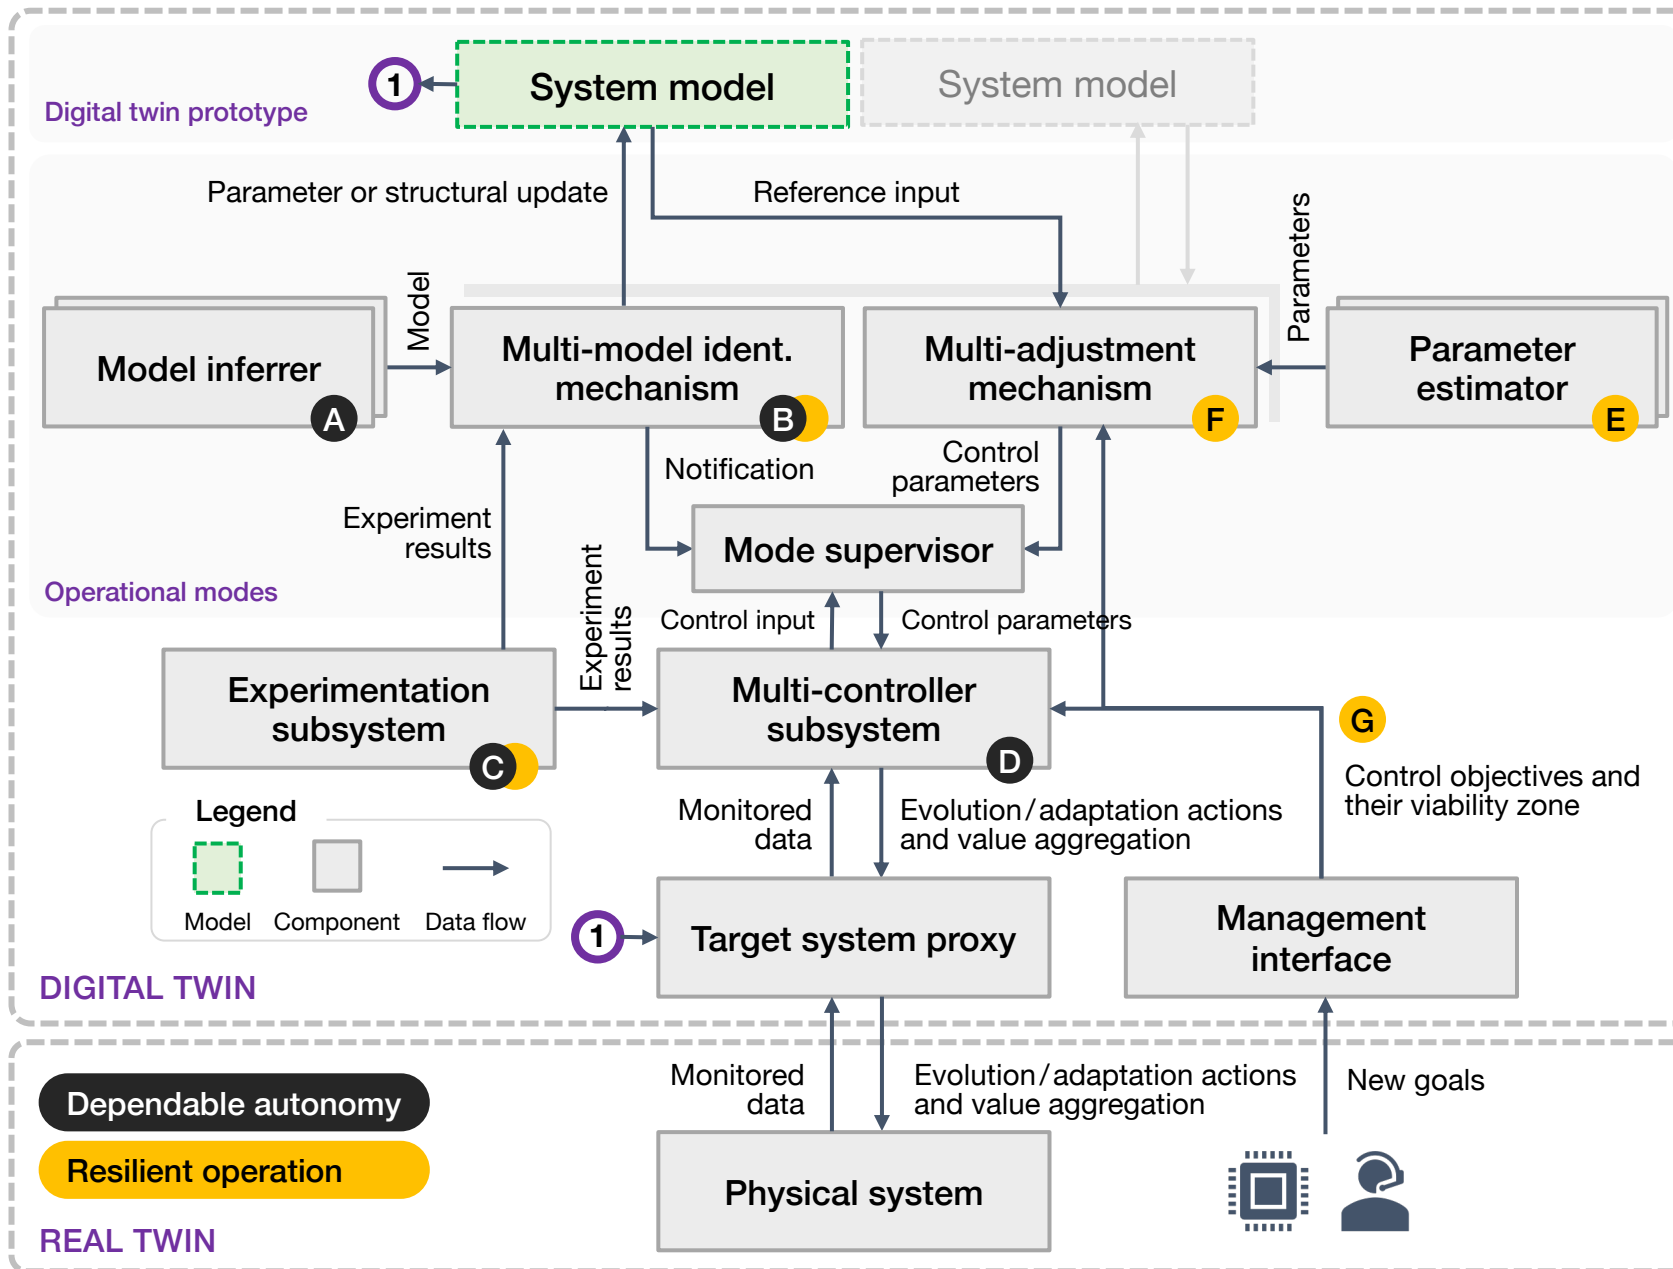 System model
System model
1
Digital twin prototype
Parameter or structural update
Reference input
Parameters
Model
Model inferrer
A
Multi-model ident.
mechanism
B
Multi-adjustment
mechanism
F
Parameter
estimator
E
Notification
Control
parameters
Experiment
results
Mode supervisor
Operational modes
Experiment
results
Control input
Control parameters
Experimentation
subsystem
C
Multi-controller
subsystem
D
G
Control objectives and
their viability zone
Legend
Model
Component
Data flow
Monitored
data
Evolution/adaptation actions
and value aggregation
1
Target system proxy
Management
interface
DIGITAL TWIN
Monitored
data
Evolution/adaptation actions
and value aggregation
New goals
Dependable autonomy
Resilient operation
Physical system
REAL TWIN